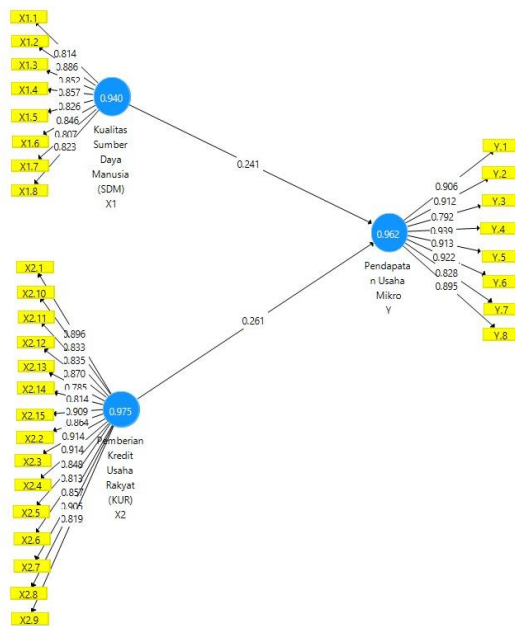 X1.1
X1.2
X1.3
X1.4
X1.5
X1.6
X1.7
X1.8
0.814
0.886
0.852
0.857
0.826
0.846
0.807
0.823
0.940
Kualitas
Sumber
Daya
Manusia
(SDM)
X1
0.241
Y.1
Y.2
Y.3
Y.4
Y.5
Y.6
Y.7
Y.8
0.906
0.912
0.792
0.939
0.913
0.922
0.828
0.895
0.962
Pendapata
n Usaha
Mikro
Y
0.261
X2.1
X2.10
X2.11
X2.12
X2.13
X2.14
X2.15
X2.2
X2.3
X2.4
X2.5
X2.6
X2.7
X2.8
X2.9
0.896
0.833
0.835
0.870
0.785
0.814
0.909
0.864
0.914
0.914
0.848
0.813
0.857
0.905
0.819
0.975
Pemberian
Kredit
Usaha
Rakyat
(KUR)
X2